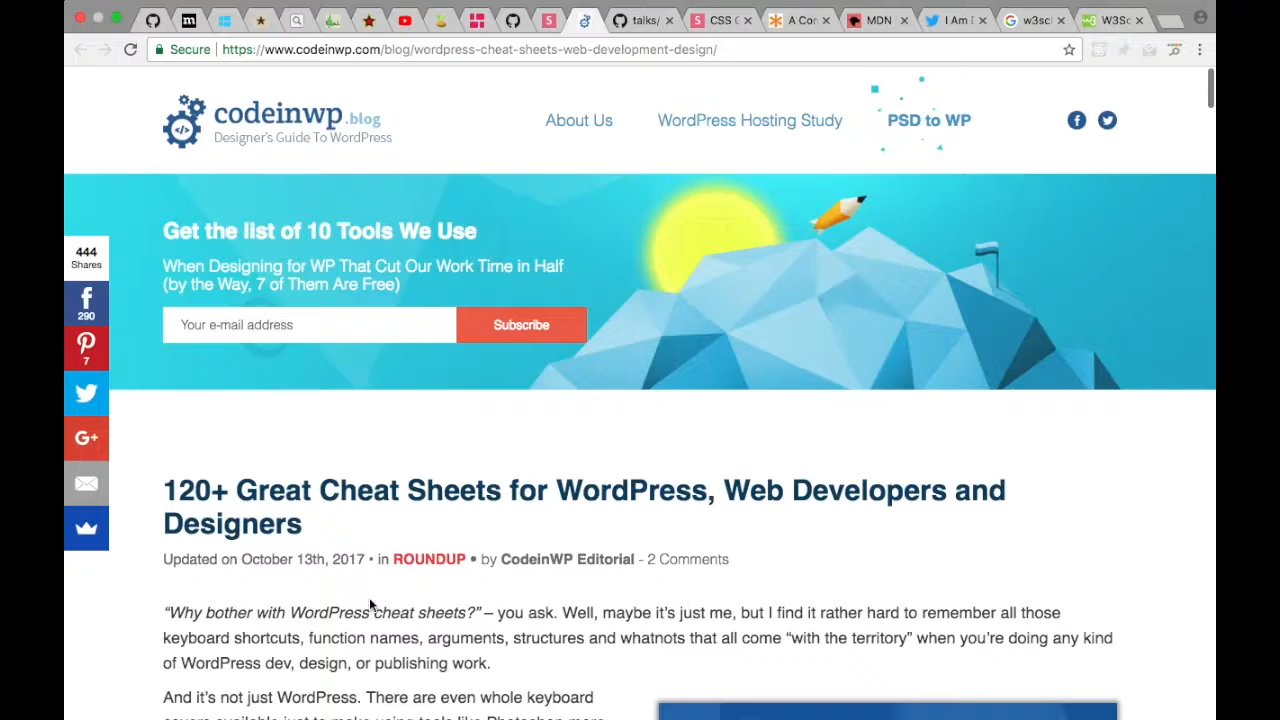 talks/
CSS
A Con
MDN
I Am
w3sc
W3Sc
Secure
https://www.codeinwp.com/blog/wordpress-cheat-sheets-web-development-design/
codeinwp.blog
Designer's Guide To WordPress
About Us
WordPress Hosting Study
PSD to WP
Get the list of 10 Tools We Use
When Designing for WP That Cut Our Work Time in Half
(by the Way, 7 of Them Are Free)
Your e-mail address
Subscribe
444
Shares
290
7
G+
120+ Great Cheat Sheets for WordPress, Web Developers and
Designers
Updated on October 13th, 2017 • in ROUNDUP • by CodeinWP Editorial - 2 Comments
“Why bother with WordPress cheat sheets?” – you ask. Well, maybe it’s just me, but I find it rather hard to remember all those
keyboard shortcuts, function names, arguments, structures and whatnots that all come “with the territory” when you’re doing any kind
of WordPress dev, design, or publishing work.
And it’s not just WordPress. There are even whole keyboard